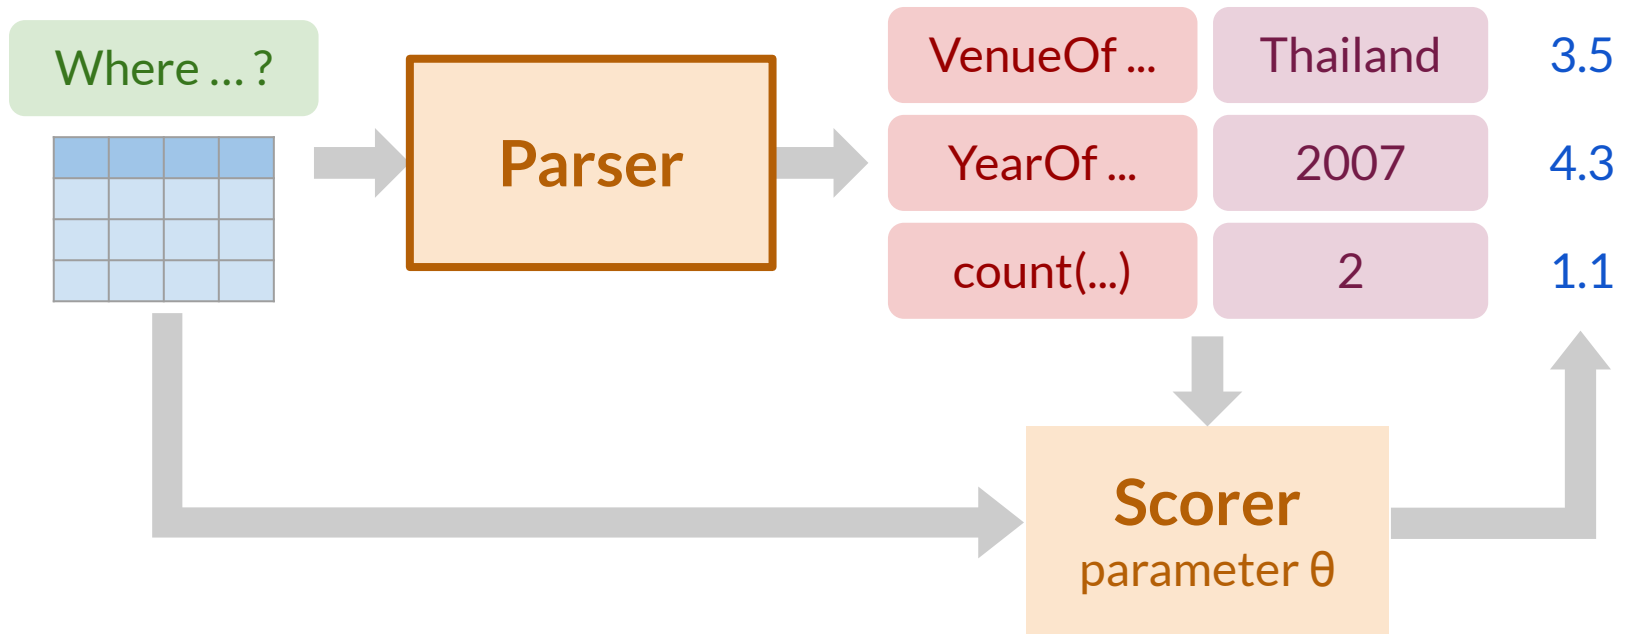 Where ... ?
Parser
VenueOf ... Thailand 3.5
YearOf ... 2007 4.3
count(...) 2 1.1
Scorer
parameter θ